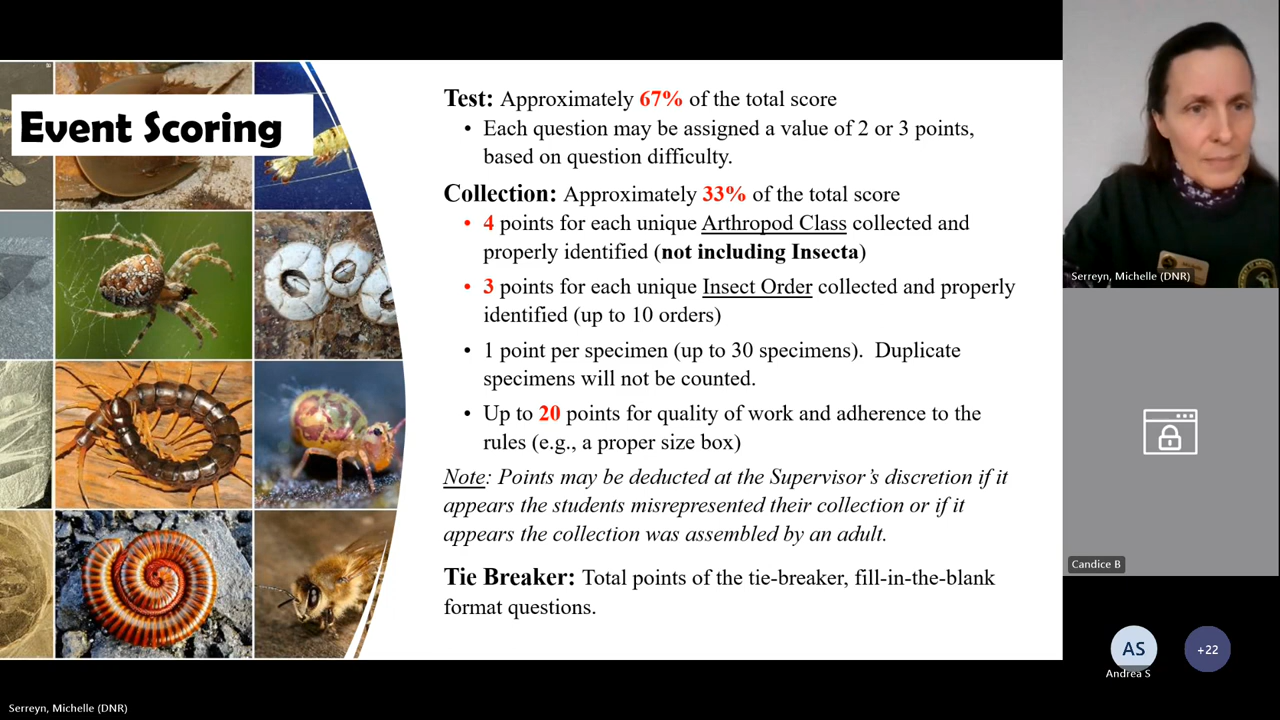 Event Scoring
Test: Approximately 67% of the total score
• Each question may be assigned a value of 2 or 3 points,
based on question difficulty.
Collection: Approximately 33% of the total score
• 4 points for each unique Arthropod Class collected and
properly identified (not including Insecta)
• 3 points for each unique Insect Order collected and properly
identified (up to 10 orders)
• 1 point per specimen (up to 30 specimens). Duplicate
specimens will not be counted.
• Up to 20 points for quality of work and adherence to the
rules (e.g., a proper size box)
Note: Points may be deducted at the Supervisor’s discretion if it
appears the students misrepresented their collection or if it
appears the collection was assembled by an adult.
Tie Breaker: Total points of the tie-breaker, fill-in-the-blank
format questions.
Serreyn, Michelle (DNR)
Candice B
AS
Andrea S
+22
Serreyn, Michelle (DNR)